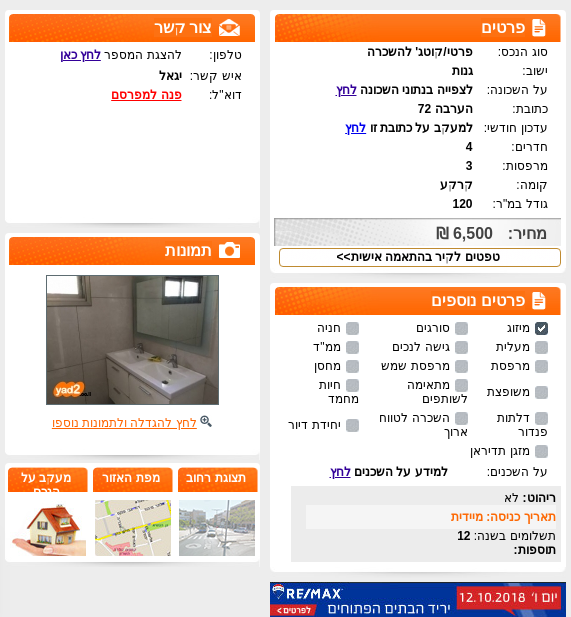 פרטים
סוג הנכס: פרטי/קוטג' להשכרה
ישוב: גנות
על השכונה: לצפייה בנתוני השכונה לחץ
כתובת: הערבה 72
עדכון חודשי: למעקב על כתובת זו לחץ
חדרים: 4
מרפסות: 3
קומה: קרקע
גודל במ"ר: 120
מחיר: 6,500 ₪
טפטים לקיר בהתאמה אישית>>
פרטים נוספים
מיזוג סורגים חניה
מעלית גישה לנכים ממ"ד
מרפסת מרפסת שמש מחסן
משופצת מתאימה לשותפים חיות מחמד
דלתות פנדור השכרה לטווח ארוך יחידת דיור
מזגן תדיראן
על השכנים: למידע על השכנים לחץ
ריהוט: לא
תאריך כניסה: מיידית
תשלומים בשנה: 12
תוספות:
יום ו' 12.10.2018
יריד הבתים הפתוחים
RE/MAX
לפרטים >
צור קשר
טלפון: להצגת המספר לחץ כאן
איש קשר: יגאל
דוא"ל: פנה למפרסם
תמונות
yad2
לחץ להגדלה ולתמונות נוספו
תצוגת רחוב
מפת האזור
מעקב על
הנכס